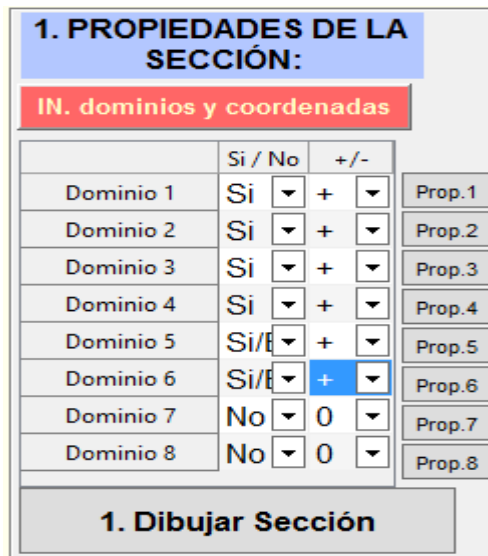 1. PROPIEDADES DE LA
SECCIÓN:
IN. dominios y coordenadas
Si / No +/-
Dominio 1 Si + Prop.1
Dominio 2 Si + Prop.2
Dominio 3 Si + Prop.3
Dominio 4 Si + Prop.4
Dominio 5 Si/ + Prop.5
Dominio 6 Si/ + Prop.6
Dominio 7 No 0 Prop.7
Dominio 8 No 0 Prop.8
1. Dibujar Sección